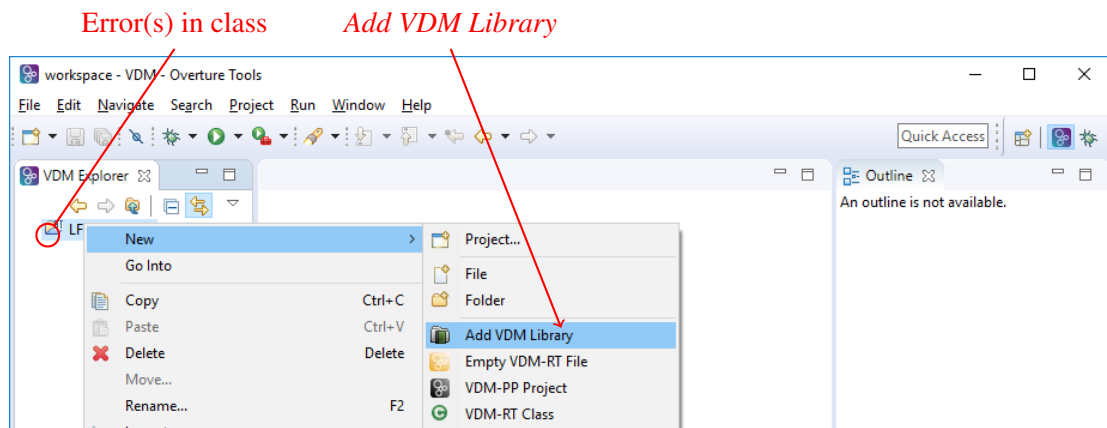 Error(s) in class    Add VDM Library
workspace - VDM - Overture Tools
File Edit Navigate Search Project Run Window Help
Quick Access
VDM Explorer
Outline
An outline is not available.
LF
New
Project...
Go Into
File
Copy Ctrl+C
Folder
Paste Ctrl+V
Add VDM Library
Delete Delete
Empty VDM-RT File
Move...
VDM-PP Project
Rename... F2
VDM-RT Class